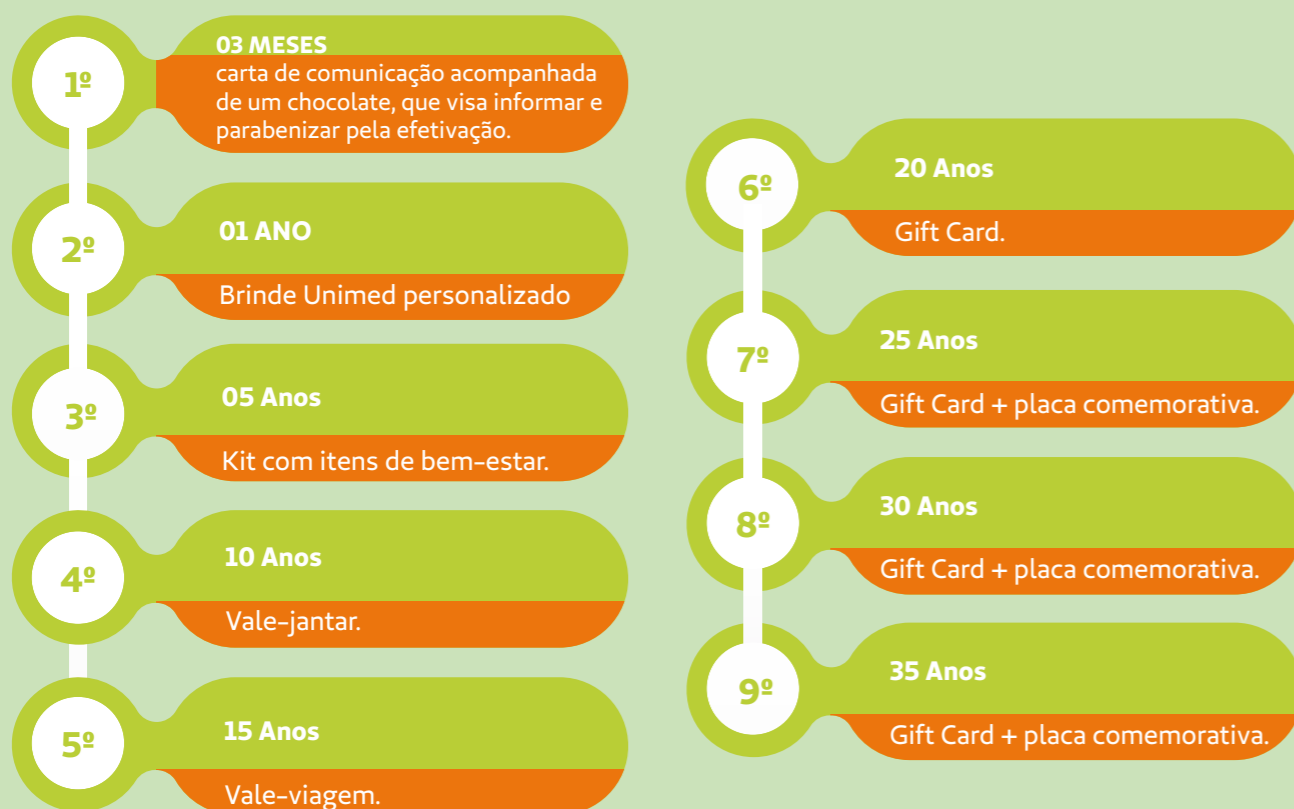 1º
03 MESES
carta de comunicação acompanhada
de um chocolate, que visa informar e
parabenizar pela efetivação.
2º
01 ANO
Brinde Unimed personalizado
3º
05 Anos
Kit com itens de bem-estar.
4º
10 Anos
Vale-jantar.
5º
15 Anos
Vale-viagem.
6º
20 Anos
Gift Card.
7º
25 Anos
Gift Card + placa comemorativa.
8º
30 Anos
Gift Card + placa comemorativa.
9º
35 Anos
Gift Card + placa comemorativa.